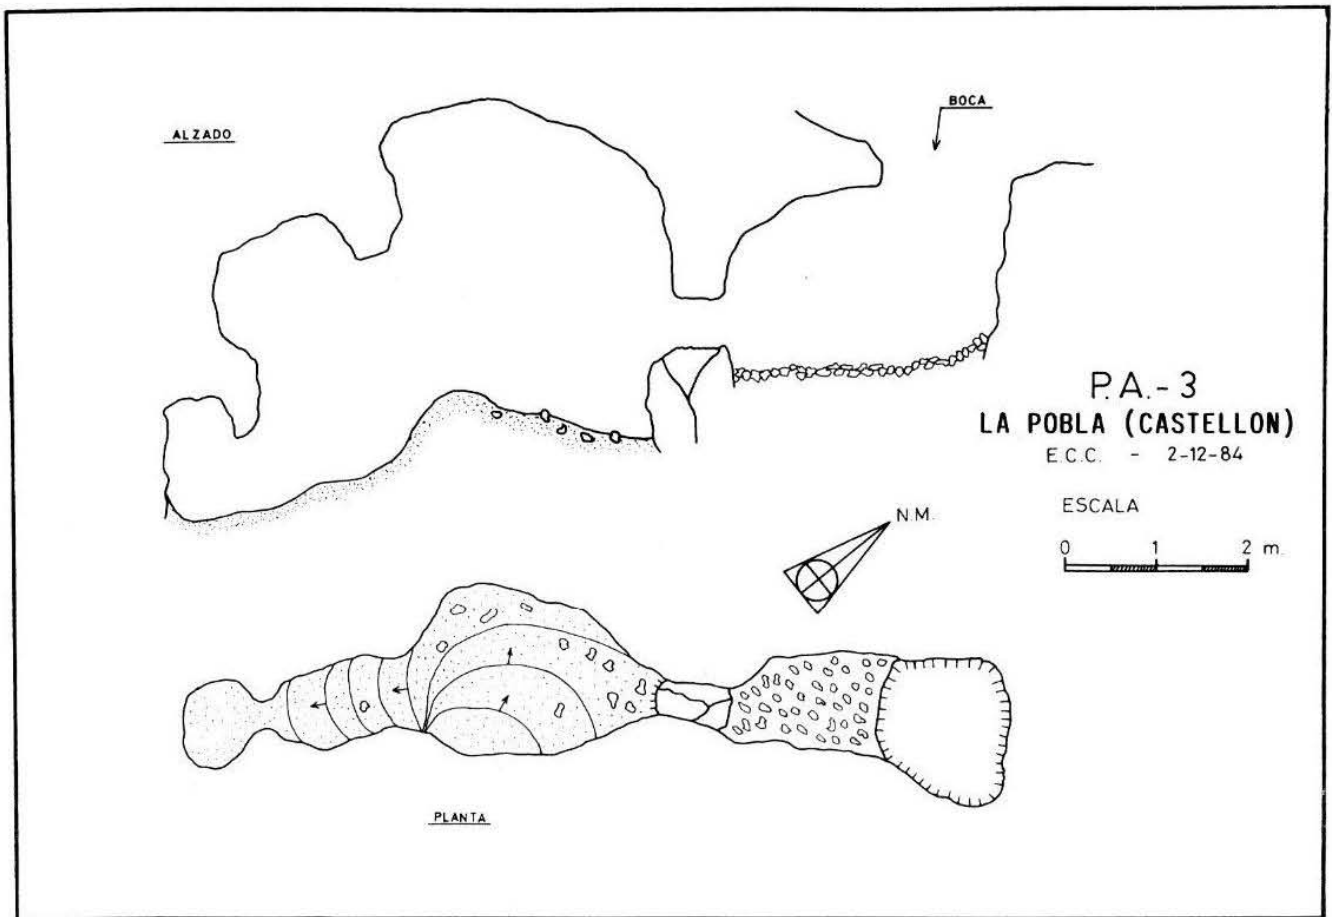 ALZADO
BOCA
P.A.-3
LA POBLA (CASTELLON)
E.C.C. - 2-12-84
ESCALA
0 1 2 m.
N.M.
PLANTA